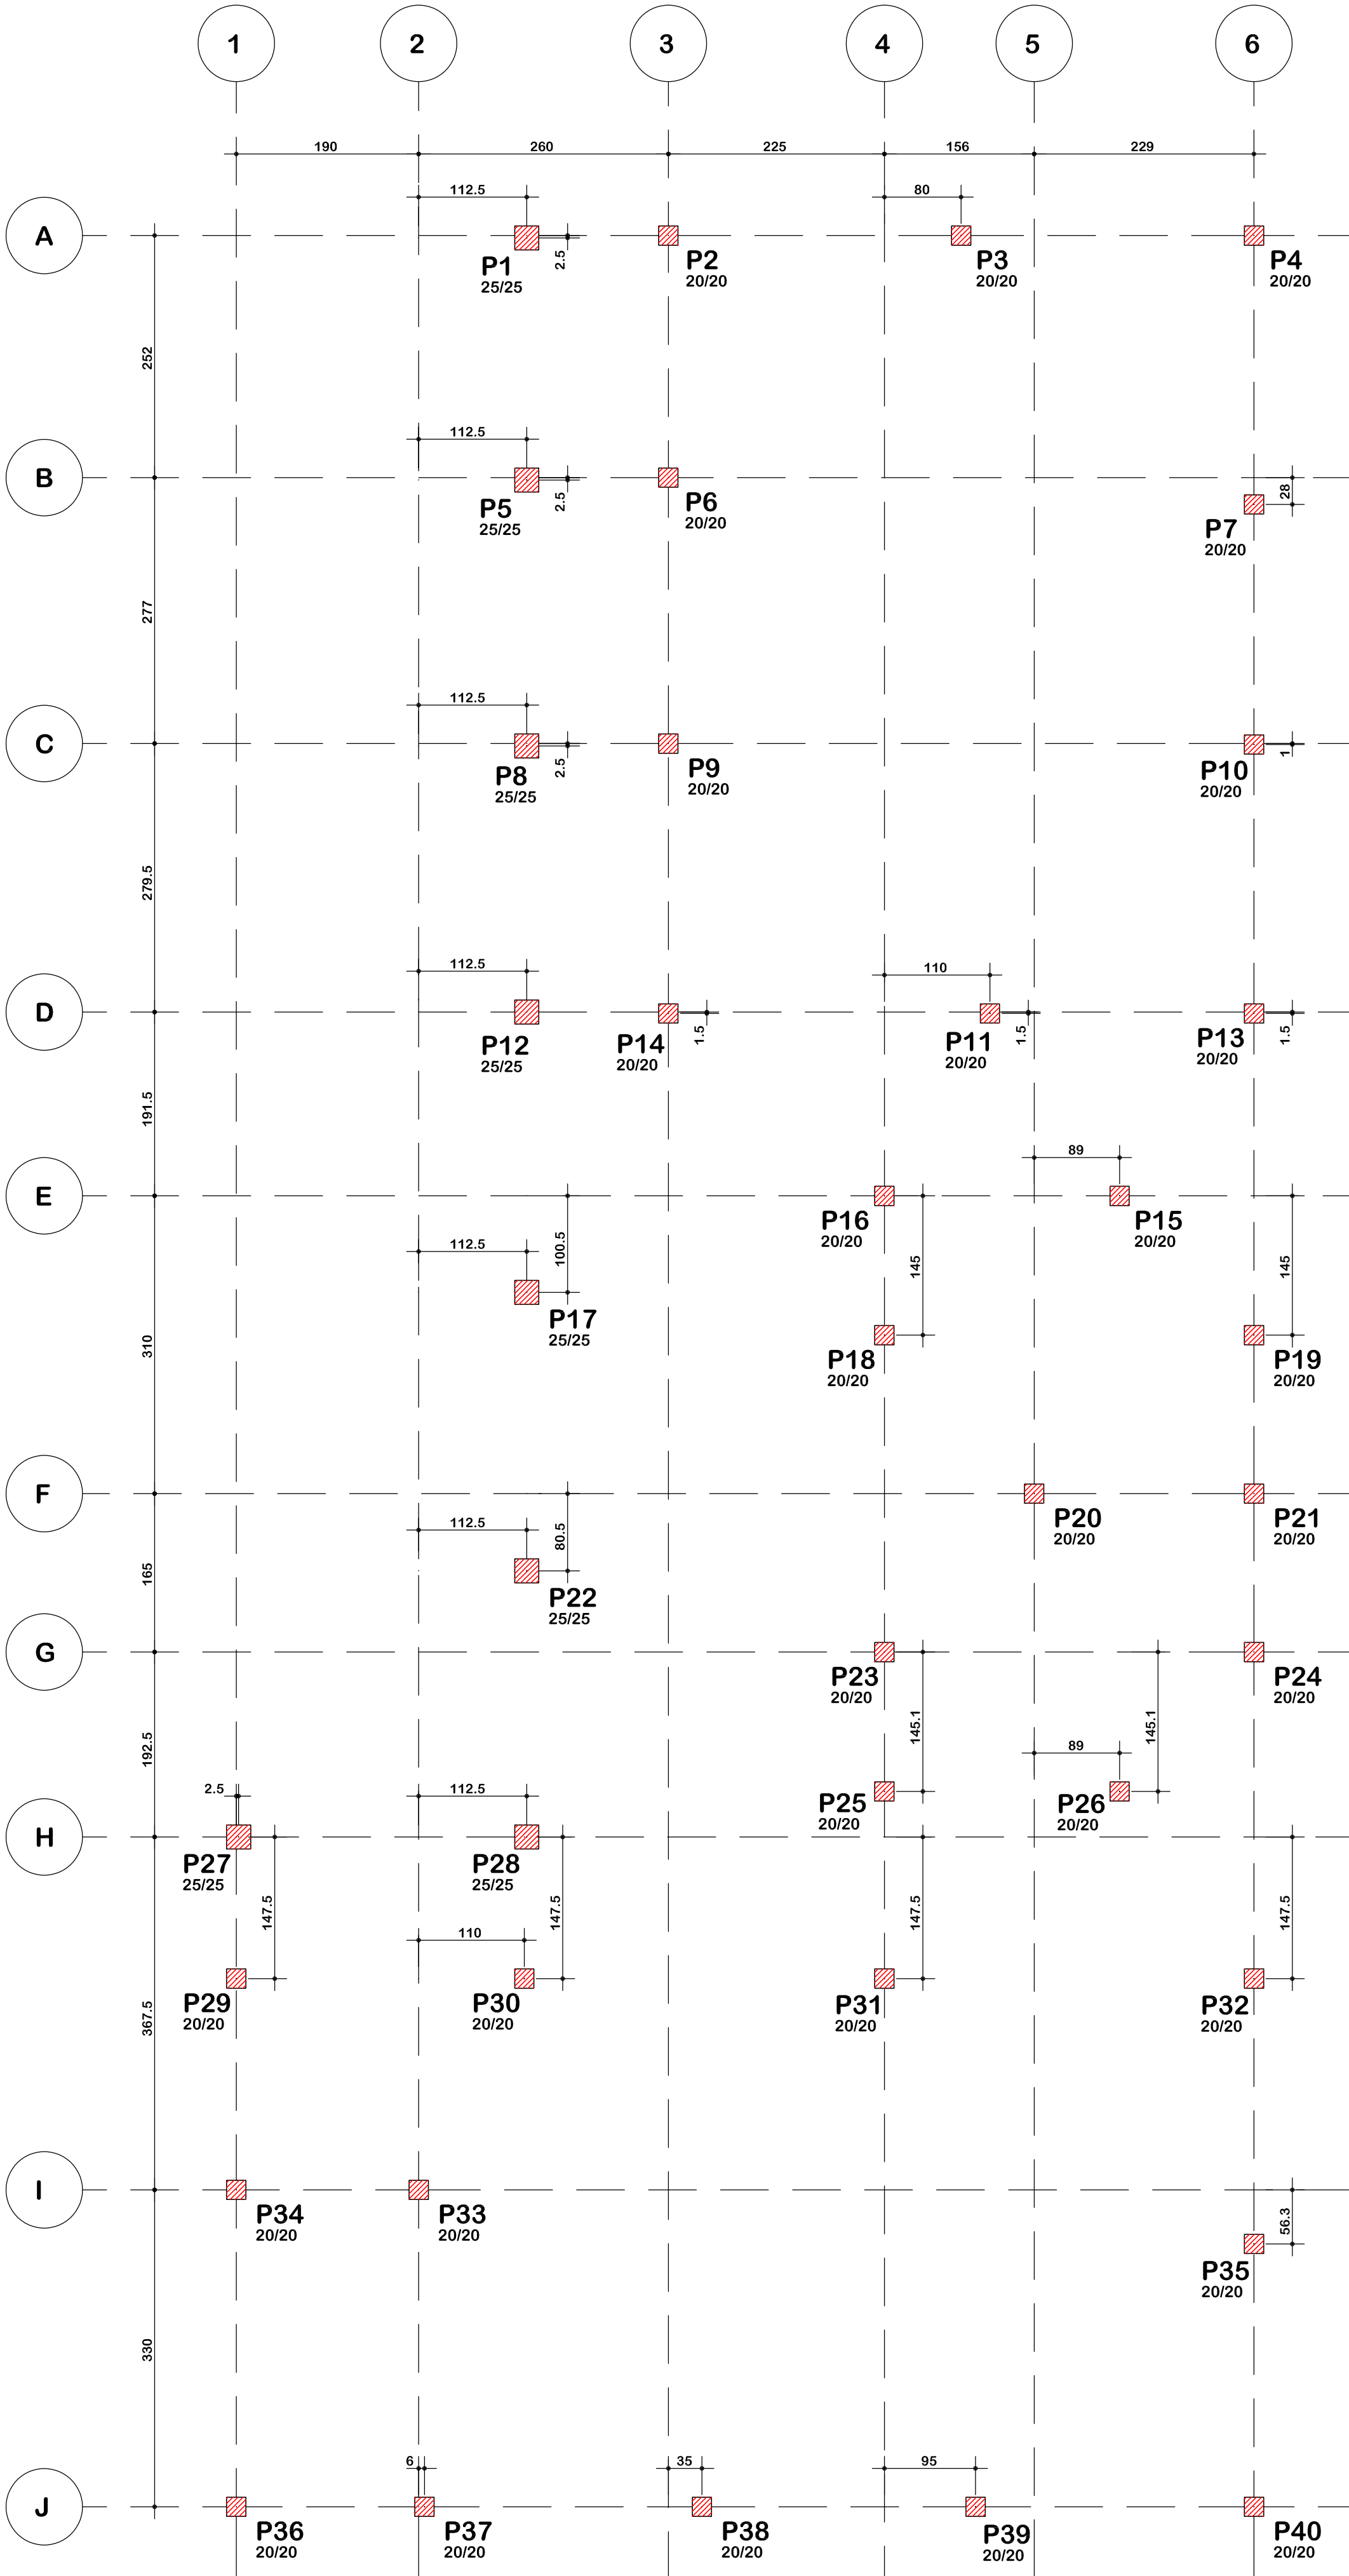 1 2 3 4 5 6
190 260 225 156 229
112.5 80
A
2.5
P1 P2 P3 P4
25/25 20/20 20/20 20/20
252
112.5
B
2.5 28
P5 P6 P7
25/25 20/20 20/20
277
112.5
C
2.5 1
P8 P9 P10
25/25 20/20 20/20
279.5
112.5 110
D
1.5 1.5 1.5
P12 P14 P11 P13
25/25 20/20 20/20 20/20
191.5
89
E
P16 P15
20/20 20/20
112.5 100.5 145 145
P17
25/25
310
P18 P19
20/20 20/20
F
P20 P21
20/20 20/20
112.5 80.5
165
P22
25/25
G
P23 P24
20/20 20/20
192.5 145.1 145.1
89
2.5 112.5
P25 P26
20/20 20/20
H
P27 P28
25/25 25/25
147.5 147.5 147.5 147.5
110
P29 P30 P31 P32
20/20 20/20 20/20 20/20
367.5
I
P34 P33
20/20 20/20
56.3
P35
20/20
330
6 35 95
J
P36 P37 P38 P39 P40
20/20 20/20 20/20 20/20 20/20